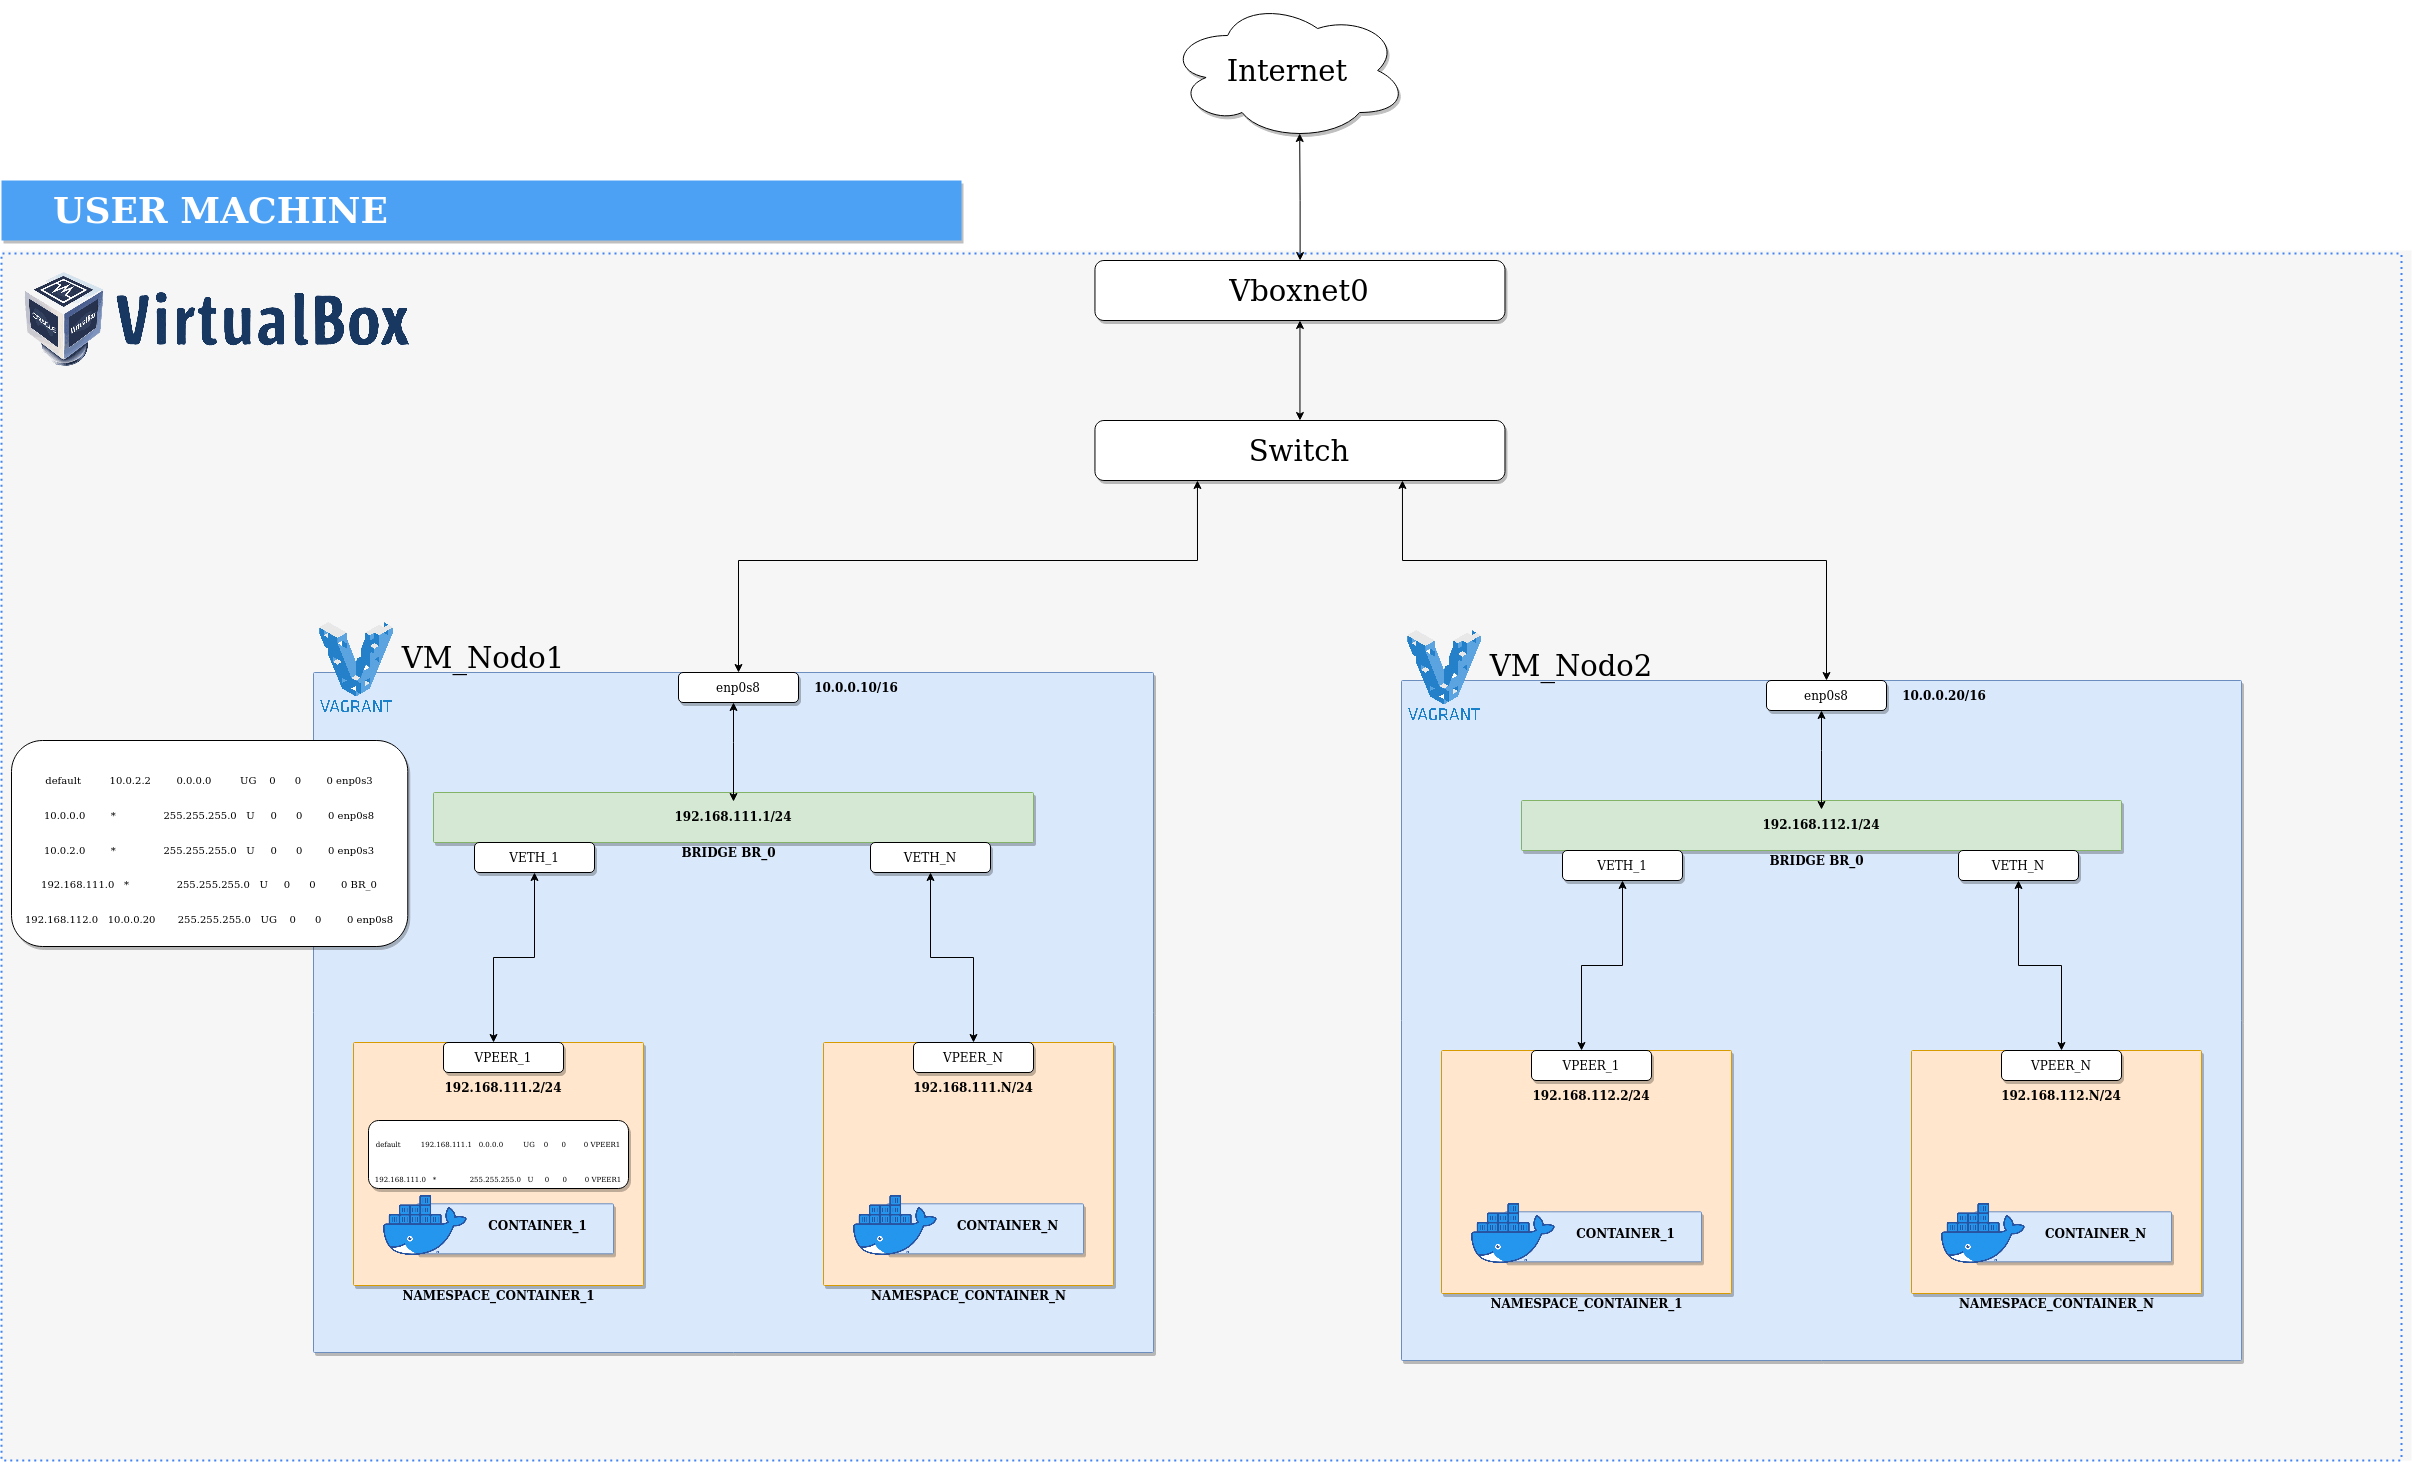 Internet
USER MACHINE
VirtualBox
Vboxnet0
Switch
VM_Nodo1
VAGRANT
enp0s8
10.0.0.10/16
default 10.0.2.2 0.0.0.0 UG 0 0 0 enp0s3
10.0.0.0 * 255.255.255.0 U 0 0 0 enp0s8
10.0.2.0 * 255.255.255.0 U 0 0 0 enp0s3
192.168.111.0 * 255.255.255.0 U 0 0 0 BR_0
192.168.112.0 10.0.0.20 255.255.255.0 UG 0 0 0 enp0s8
192.168.111.1/24
BRIDGE BR_0
VETH_1
VETH_N
VPEER_1
192.168.111.2/24
default 192.168.111.1 0.0.0.0 UG 0 0 0 VPEER1
192.168.111.0 * 255.255.255.0 U 0 0 0 VPEER1
CONTAINER_1
NAMESPACE_CONTAINER_1
VPEER_N
192.168.111.N/24
CONTAINER_N
NAMESPACE_CONTAINER_N
VM_Nodo2
VAGRANT
enp0s8
10.0.0.20/16
192.168.112.1/24
BRIDGE BR_0
VETH_1
VETH_N
VPEER_1
192.168.112.2/24
CONTAINER_1
NAMESPACE_CONTAINER_1
VPEER_N
192.168.112.N/24
CONTAINER_N
NAMESPACE_CONTAINER_N